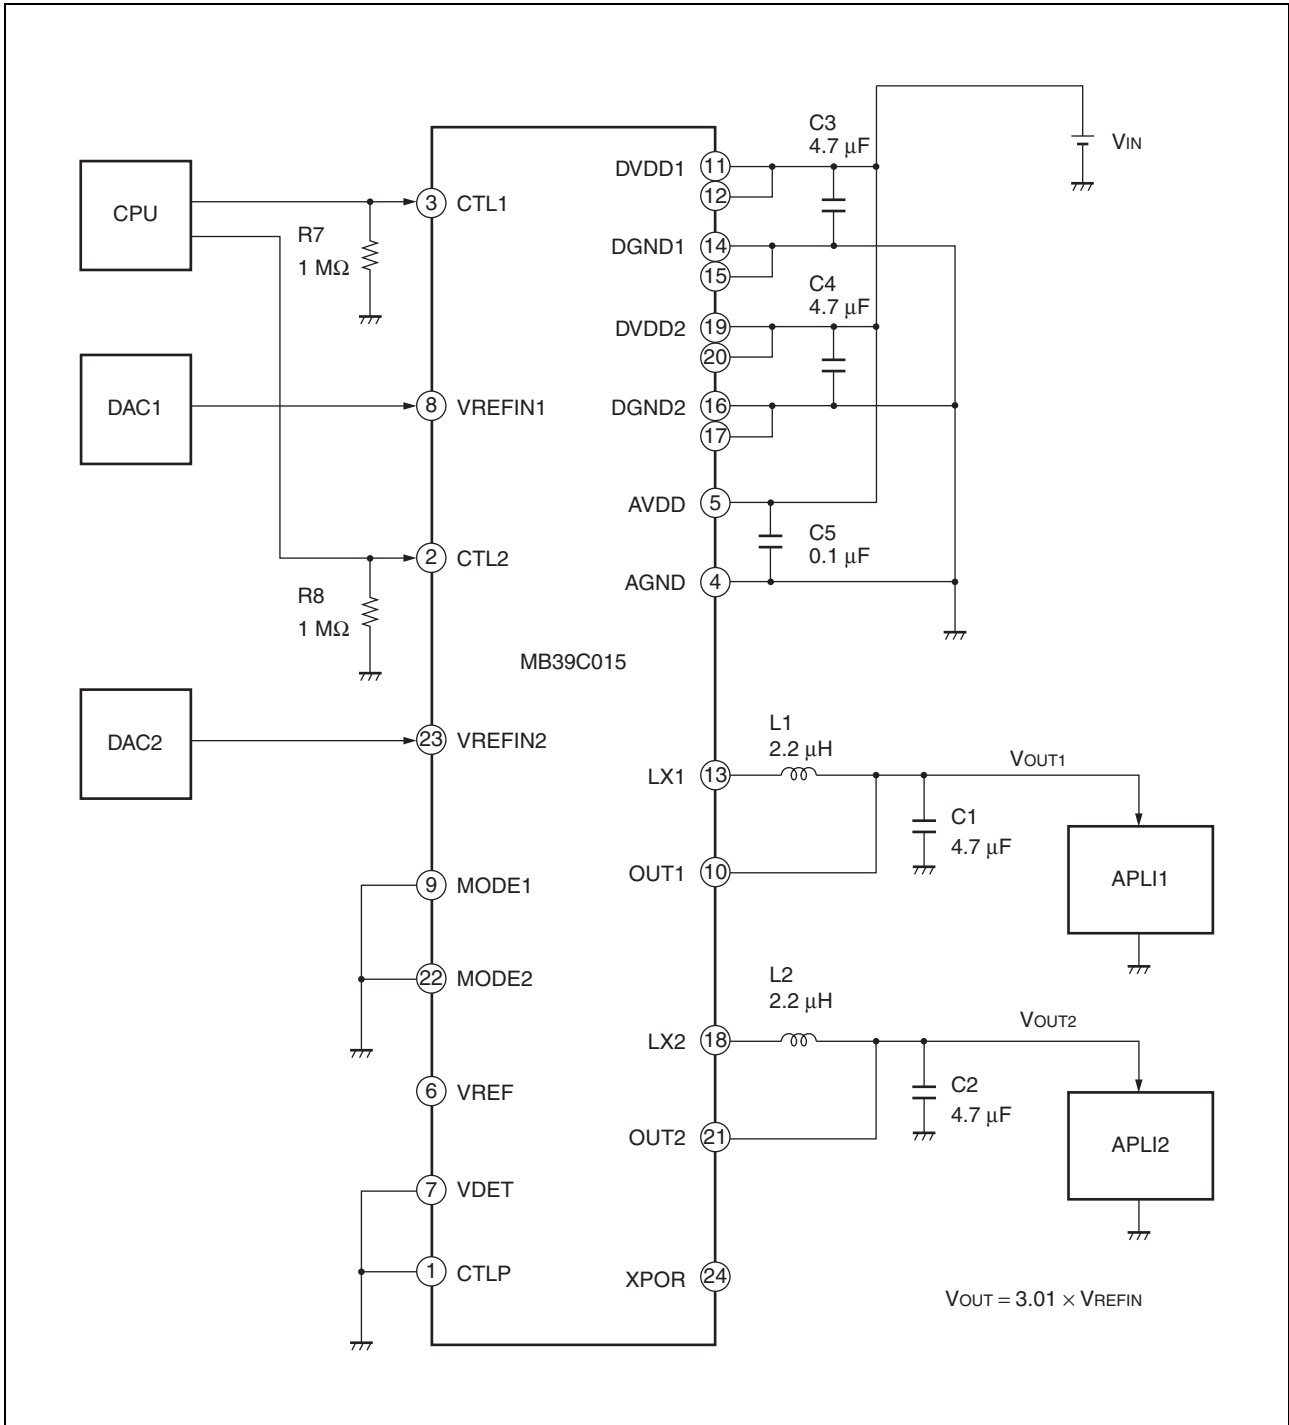 CPU
R7
1 MΩ
3 CTL1
DAC1
8 VREFIN1
2 CTL2
R8
1 MΩ
MB39C015
DAC2
23 VREFIN2
9 MODE1
22 MODE2
6 VREF
7 VDET
1 CTLP
DVDD1 11
12
DGND1 14
15
DVDD2 19
20
DGND2 16
17
AVDD 5
AGND 4
C3
4.7 µF
C4
4.7 µF
C5
0.1 µF
VIN
LX1 13
L1
2.2 µH
VOUT1
C1
4.7 µF
OUT1 10
APLI1
LX2 18
L2
2.2 µH
VOUT2
C2
4.7 µF
OUT2 21
APLI2
XPOR 24
VOUT = 3.01 × VREFIN